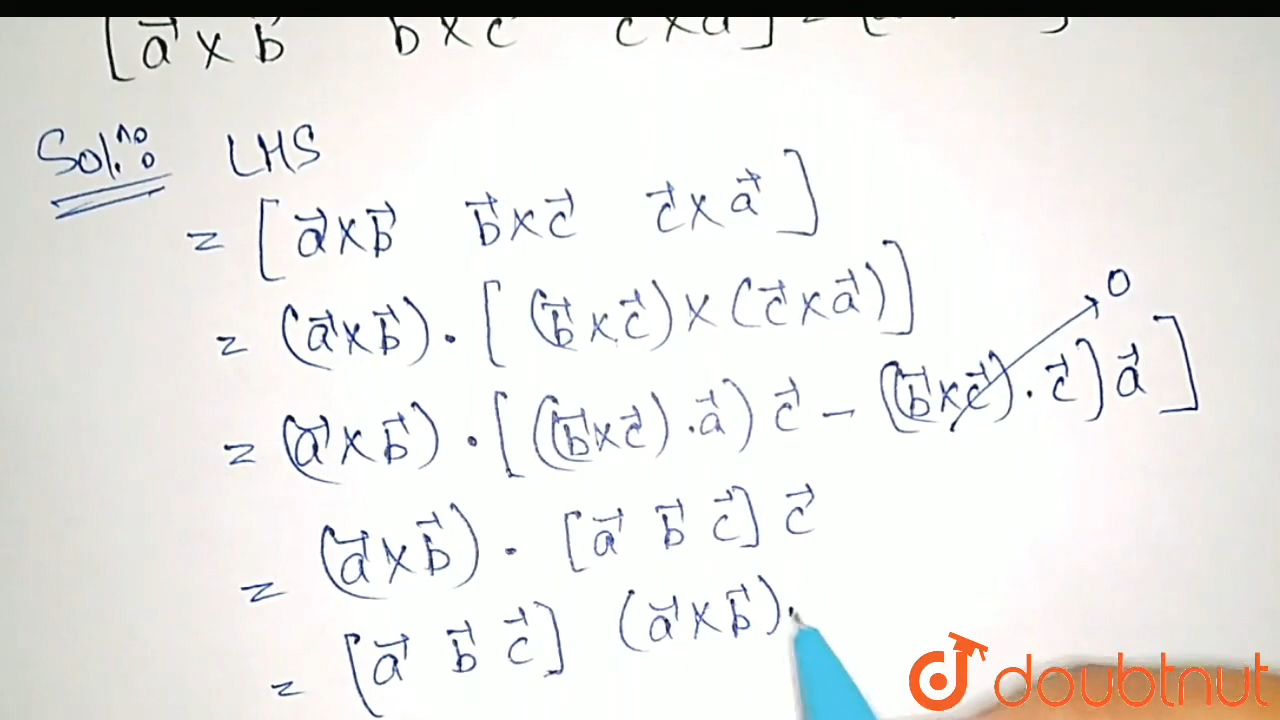 [a⃗ × b⃗ b × c c × a] = [
Sol.ⁿ:
LHS
= [a⃗ × b⃗ b⃗ × c⃗ c⃗ × a⃗]
= (a⃗ × b⃗) · [(b⃗ × c⃗) × (c⃗ × a⃗)]
0
= (a⃗ × b⃗) · [((b⃗ × c⃗) · a⃗) c⃗ - (b⃗ × c⃗) · c⃗] a⃗]
= (a⃗ × b⃗) · [a⃗ b⃗ c⃗] c⃗
= [a⃗ b⃗ c⃗] (a⃗ × b⃗) ·
doubtnut